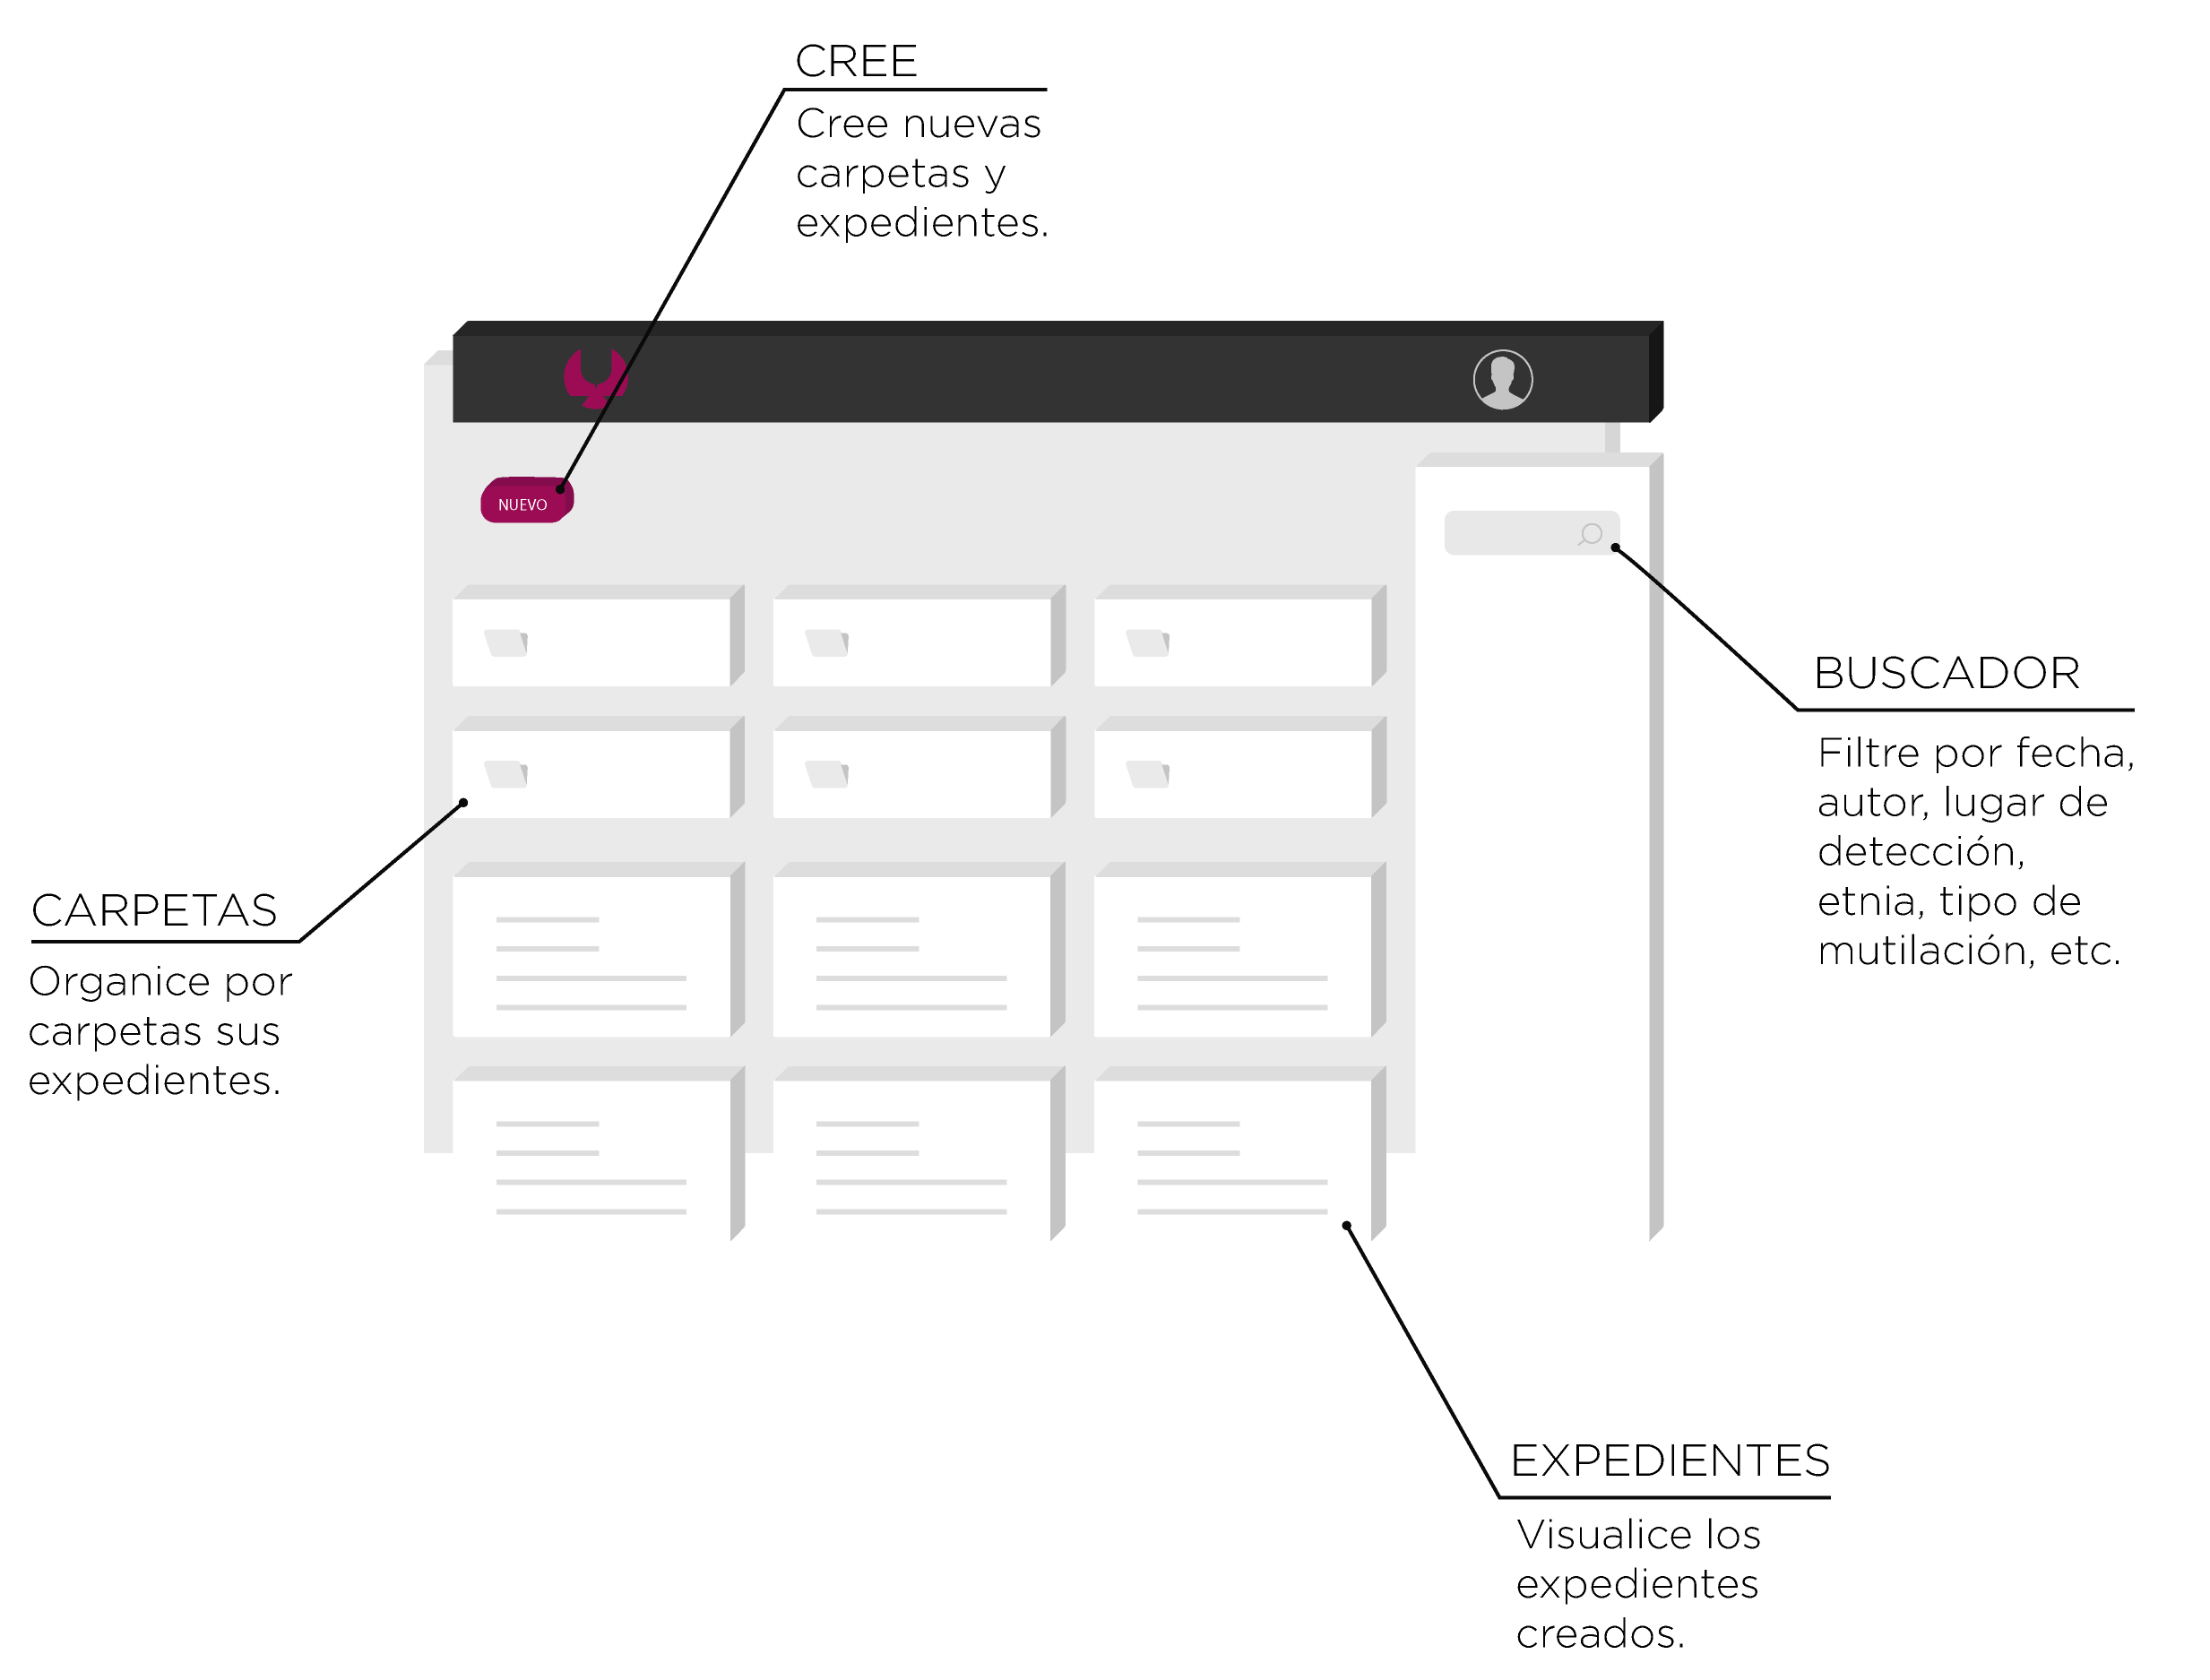 CREE
Cree nuevas
carpetas y
expedientes.
NUEVO
BUSCADOR
Filtre por fecha,
autor, lugar de
detección,
etnia, tipo de
mutilación, etc.
CARPETAS
Organice por
carpetas sus
expedientes.
EXPEDIENTES
Visualice los
expedientes
creados.